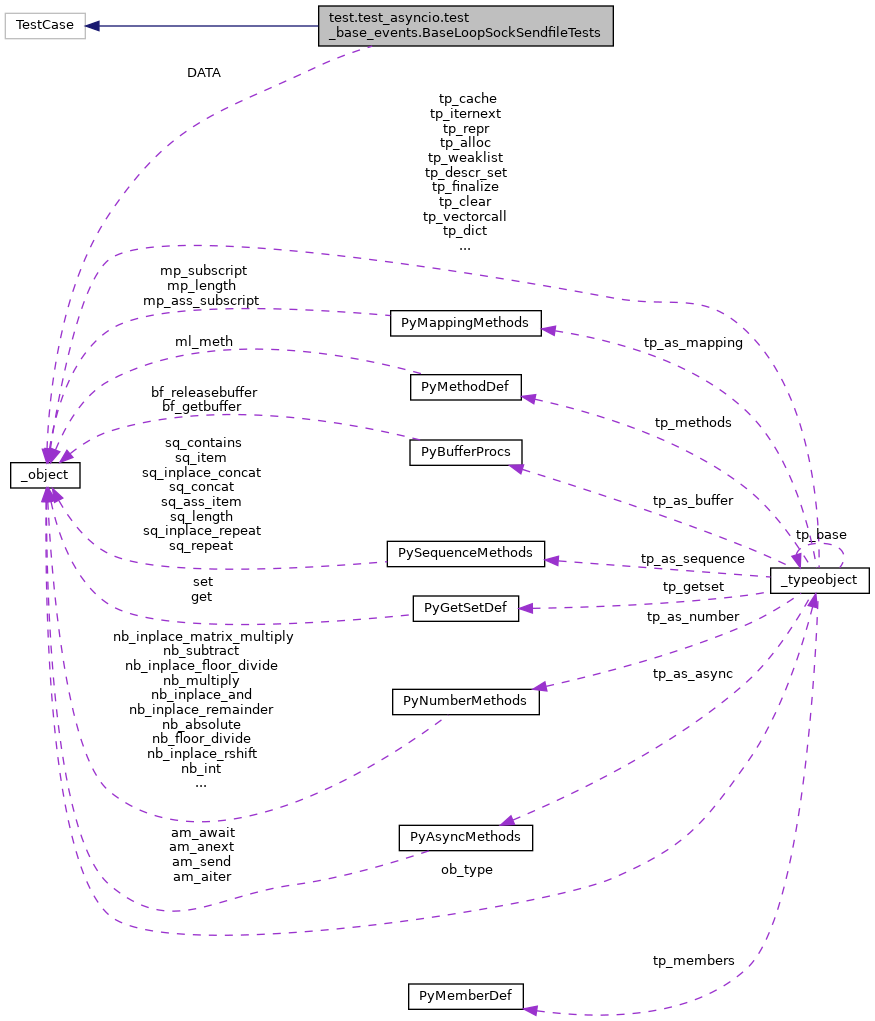 TestCase
test.test_asyncio.test
_base_events.BaseLoopSockSendfileTests
DATA
tp_cache
tp_iternext
tp_repr
tp_alloc
tp_weaklist
tp_descr_set
tp_finalize
tp_clear
tp_vectorcall
tp_dict
...
mp_subscript
mp_length
mp_ass_subscript
PyMappingMethods
tp_as_mapping
ml_meth
PyMethodDef
tp_methods
bf_releasebuffer
bf_getbuffer
PyBufferProcs
_object
sq_contains
sq_item
sq_inplace_concat
sq_concat
sq_ass_item
sq_length
sq_inplace_repeat
sq_repeat
tp_as_buffer
tp_base
PySequenceMethods
tp_as_sequence
_typeobject
set
get
PyGetSetDef
tp_getset
tp_as_number
nb_inplace_matrix_multiply
nb_subtract
nb_inplace_floor_divide
nb_multiply
nb_inplace_and
nb_inplace_remainder
nb_absolute
nb_floor_divide
nb_inplace_rshift
nb_int
...
PyNumberMethods
tp_as_async
am_await
am_anext
am_send
am_aiter
PyAsyncMethods
ob_type
tp_members
PyMemberDef